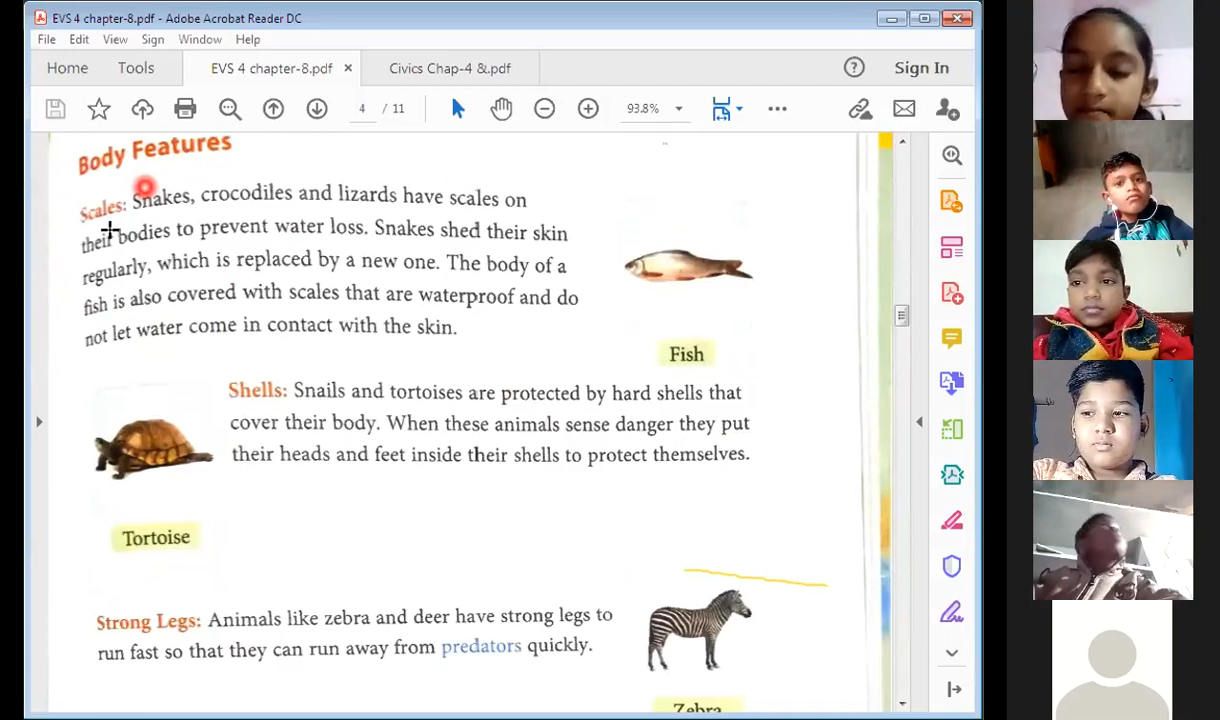 EVS 4 chapter-8.pdf - Adobe Acrobat Reader DC
File Edit View Sign Window Help
Home Tools EVS 4 chapter-8.pdf × Civics Chap-4 &.pdf ? Sign In
4 / 11 93.8%
Body Features
Scales: Snakes, crocodiles and lizards have scales on
their bodies to prevent water loss. Snakes shed their skin
regularly, which is replaced by a new one. The body of a
fish is also covered with scales that are waterproof and do
not let water come in contact with the skin.
Fish
Shells: Snails and tortoises are protected by hard shells that
cover their body. When these animals sense danger they put
their heads and feet inside their shells to protect themselves.
Tortoise
Strong Legs: Animals like zebra and deer have strong legs to
run fast so that they can run away from predators quickly.
Zebra